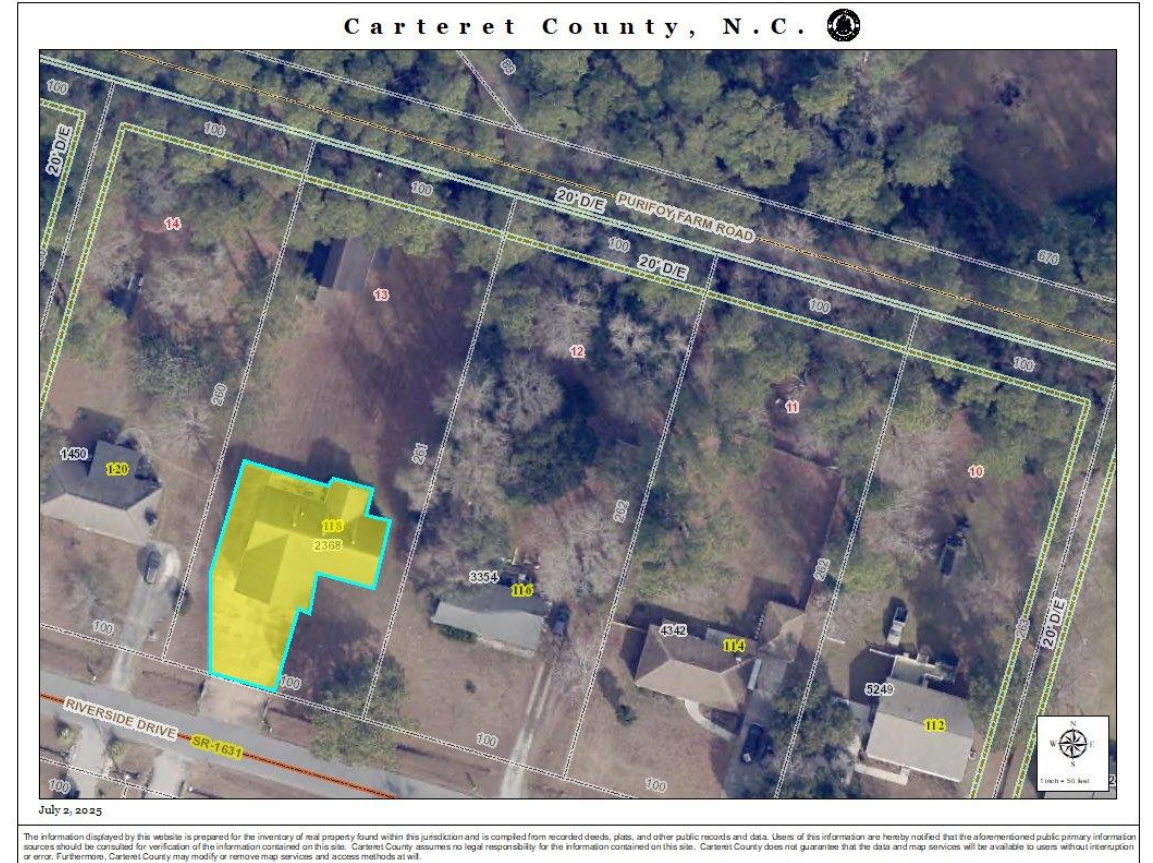 Carteret County, N.C.
100
20' D/E
100
60
100
20' D/E
PURIFOY FARM ROAD
100
20' D/E
670
100
100
14
13
12
11
10
260
261
262
262
1450
120
118
2368
3354
116
4342
114
5249
112
20' D/E
100
100
100
100
100
RIVERSIDE DRIVE
SR-1631
N
W E
S
1 inch = 50 feet
2
July 2, 2025
The information displayed by this website is prepared for the inventory of real property found within this jurisdiction and is compiled from recorded deeds, plats, and other public records and data. Users of this information are hereby notified that the aforementioned public primary information
sources should be consulted for verification of the information contained on this site. Carteret County assumes no legal responsibility for the information contained on this site. Carteret County does not guarantee that the data and map services will be available to users without interruption
or error. Furthermore, Carteret County may modify or remove map services and access methods at will.